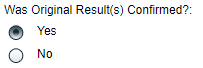 Was Original Result(s) Confirmed?:
Yes
No